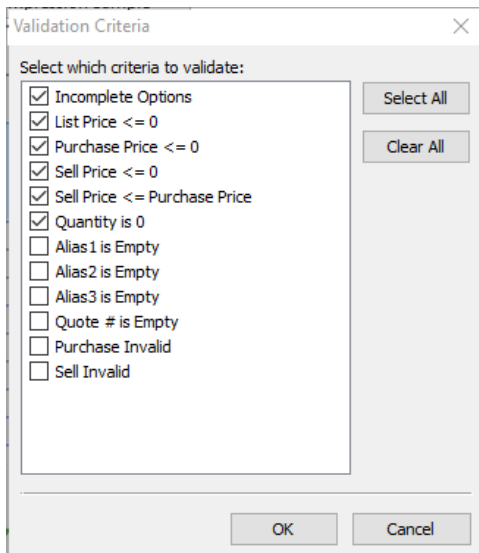 Validation Criteria
Select which criteria to validate:
Incomplete Options
List Price <= 0
Purchase Price <= 0
Sell Price <= 0
Sell Price <= Purchase Price
Quantity is 0
Alias1 is Empty
Alias2 is Empty
Alias3 is Empty
Quote # is Empty
Purchase Invalid
Sell Invalid
Select All
Clear All
OK
Cancel